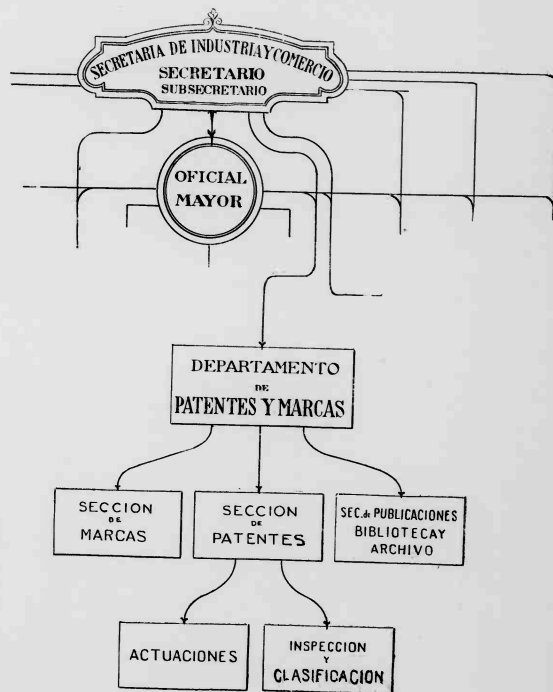 SECRETARIA DE INDUSTRIA Y COMERCIO
SECRETARIO
SUBSECRETARIO
OFICIAL
MAYOR
DEPARTAMENTO
DE
PATENTES Y MARCAS
SECCION
DE
MARCAS
SECCION
DE
PATENTES
SEC. de PUBLICACIONES
BIBLIOTECA Y
ARCHIVO
ACTUACIONES
INSPECCION
Y
CLASIFICACION